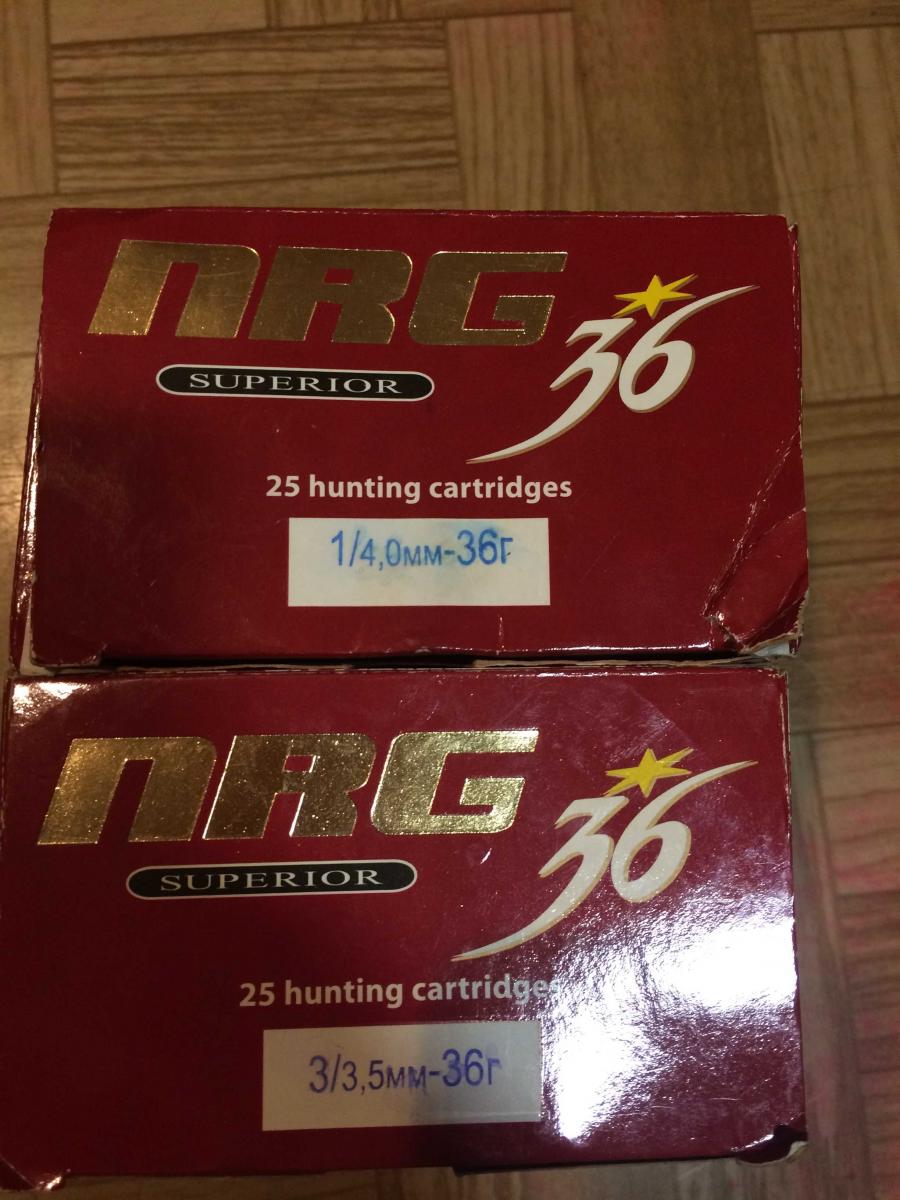 NRG
36
SUPERIOR
25 hunting cartridges
1/4,0мм-36г
NRG
36
SUPERIOR
25 hunting cartridges
3/3,5мм-36г